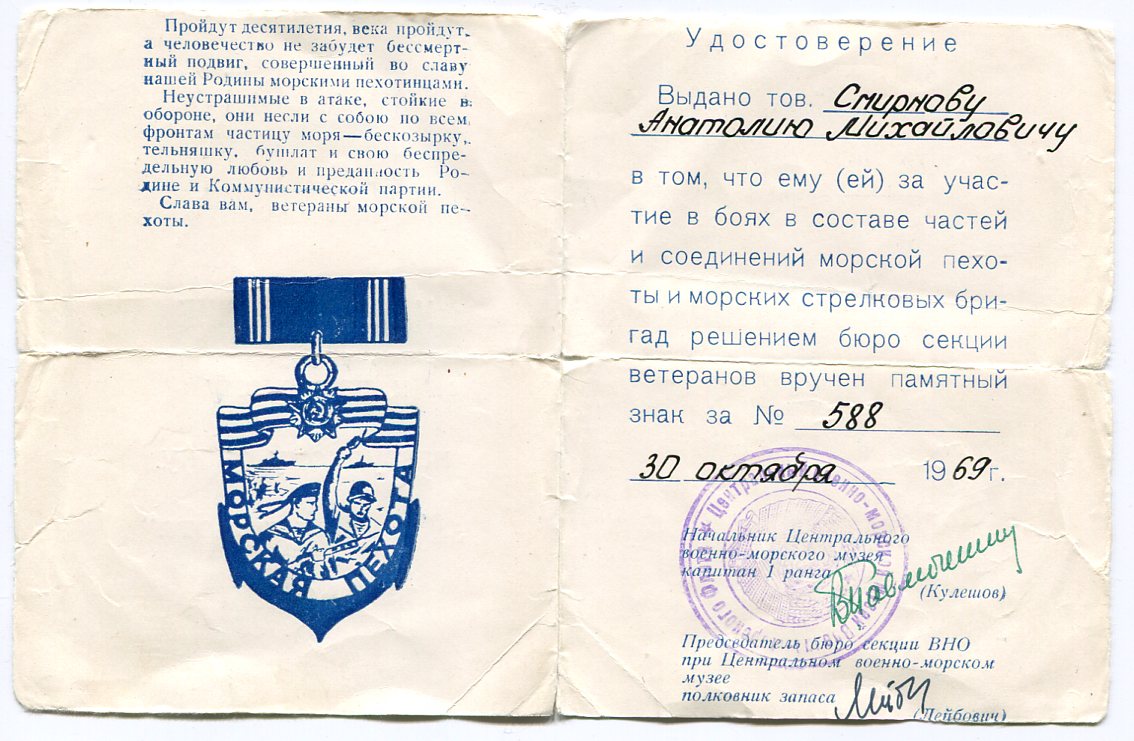 Пройдут десятилетия, века пройдут,
а человечество не забудет бессмерт-
ный подвиг, совершенный во славу
нашей Родины морскими пехотинцами.
Неустрашимые в атаке, стойкие в
обороне, они несли с собою по всем
фронтам частицу моря—бескозырку,
тельняшку, бушлат и свою беспре-
дельную любовь и преданность Ро-
дине и Коммунистической партии.
Слава вам, ветераны морской пе-
хоты.
МОРСКАЯ ПЕХОТА
Удостоверение
Выдано тов. Смирнову
Анатолию Михайловичу
в том, что ему (ей) за учас-
тие в боях в составе частей
и соединений морской пехо-
ты и морских стрелковых бри-
гад решением бюро секции
ветеранов вручен памятный
знак за № 588
30 октября 1969г.
Начальник Центрального
военно-морского музея
капитан 1 ранга
(Кулешов)
Председатель бюро секции ВНО
при Центральном военно-морском
музее
полковник запаса
(Лейбович)